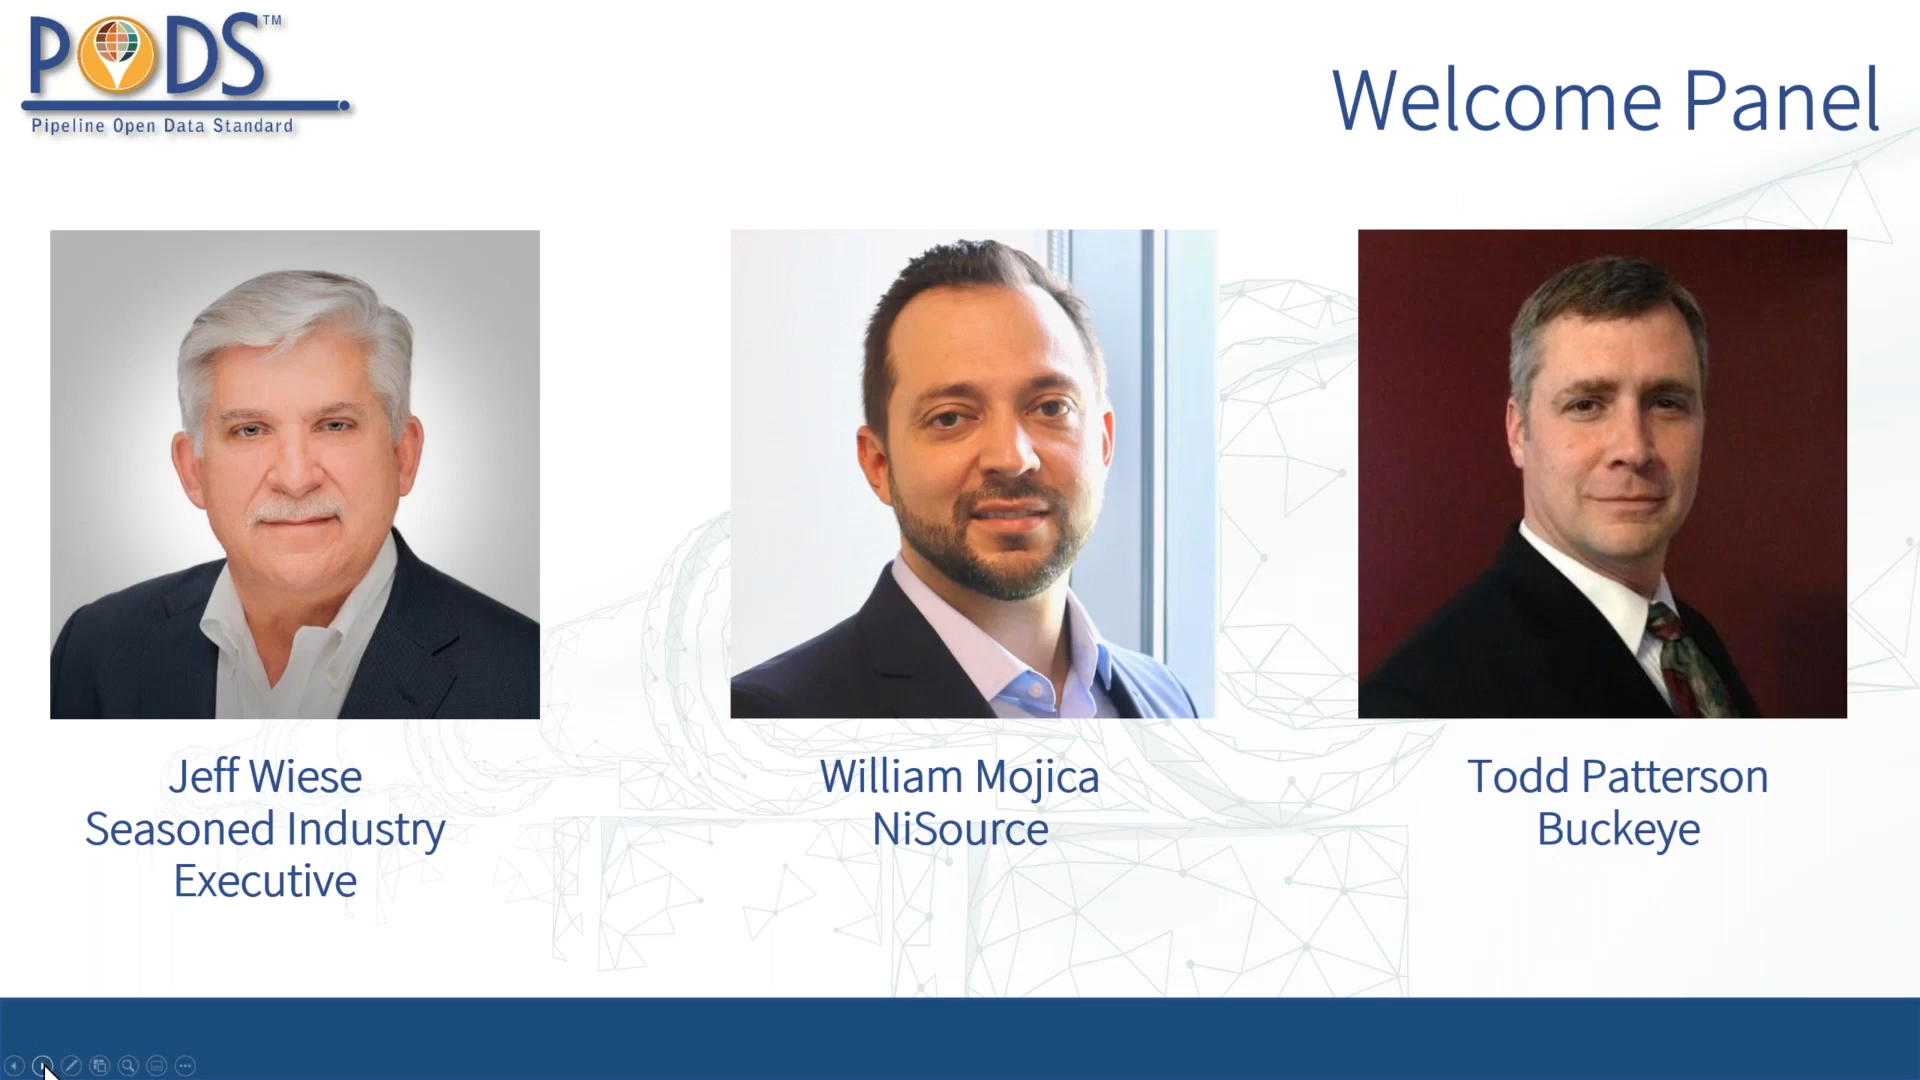 PODS™
Pipeline Open Data Standard
Welcome Panel
Jeff Wiese
Seasoned Industry
Executive
William Mojica
NiSource
Todd Patterson
Buckeye